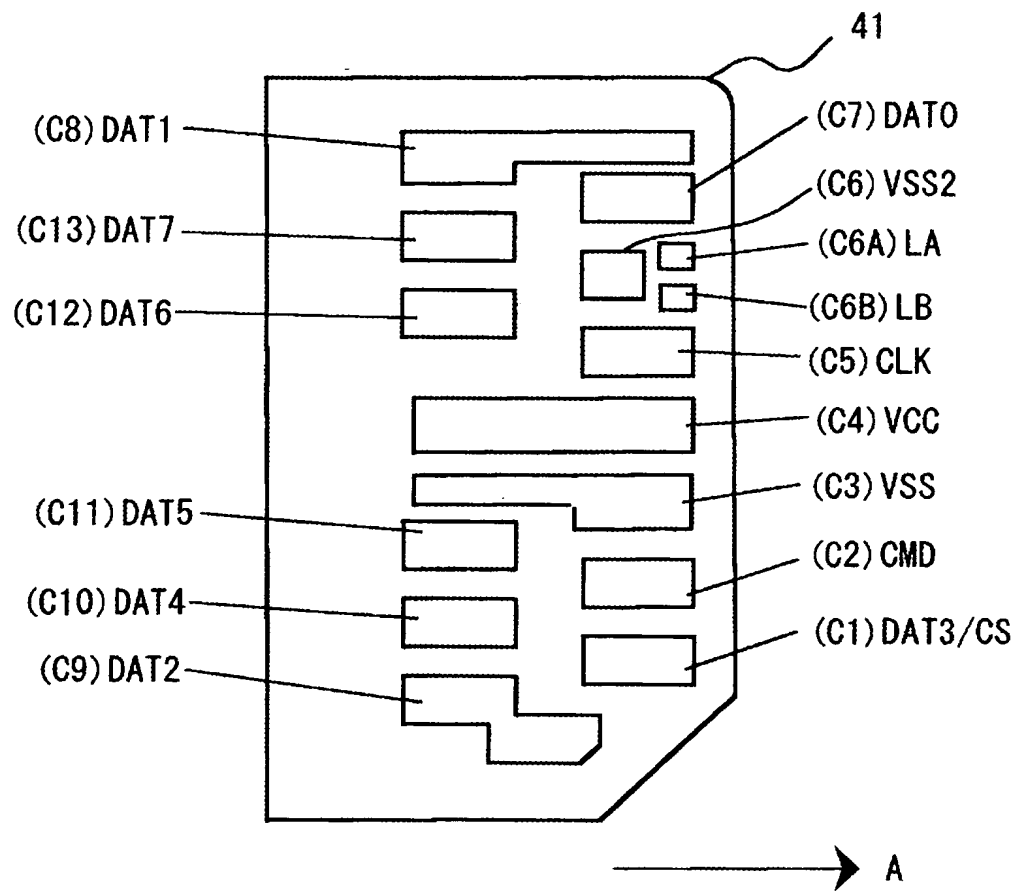 41
(C8) DAT1
(C7) DAT0
(C6) VSS2
(C13) DAT7
(C6A) LA
(C12) DAT6
(C6B) LB
(C5) CLK
(C4) VCC
(C3) VSS
(C11) DAT5
(C2) CMD
(C10) DAT4
(C1) DAT3/CS
(C9) DAT2
A